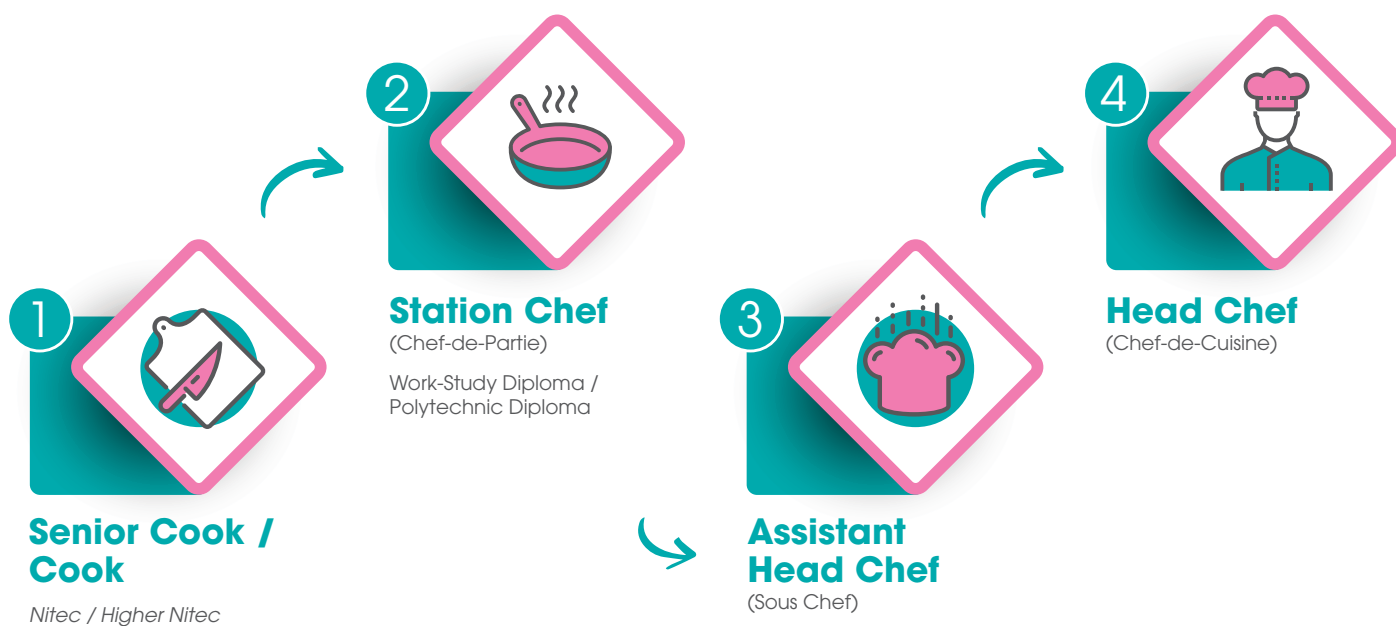 1
Senior Cook /
Cook
Nitec / Higher Nitec
2
Station Chef
(Chef-de-Partie)
Work-Study Diploma /
Polytechnic Diploma
3
Assistant
Head Chef
(Sous Chef)
4
Head Chef
(Chef-de-Cuisine)